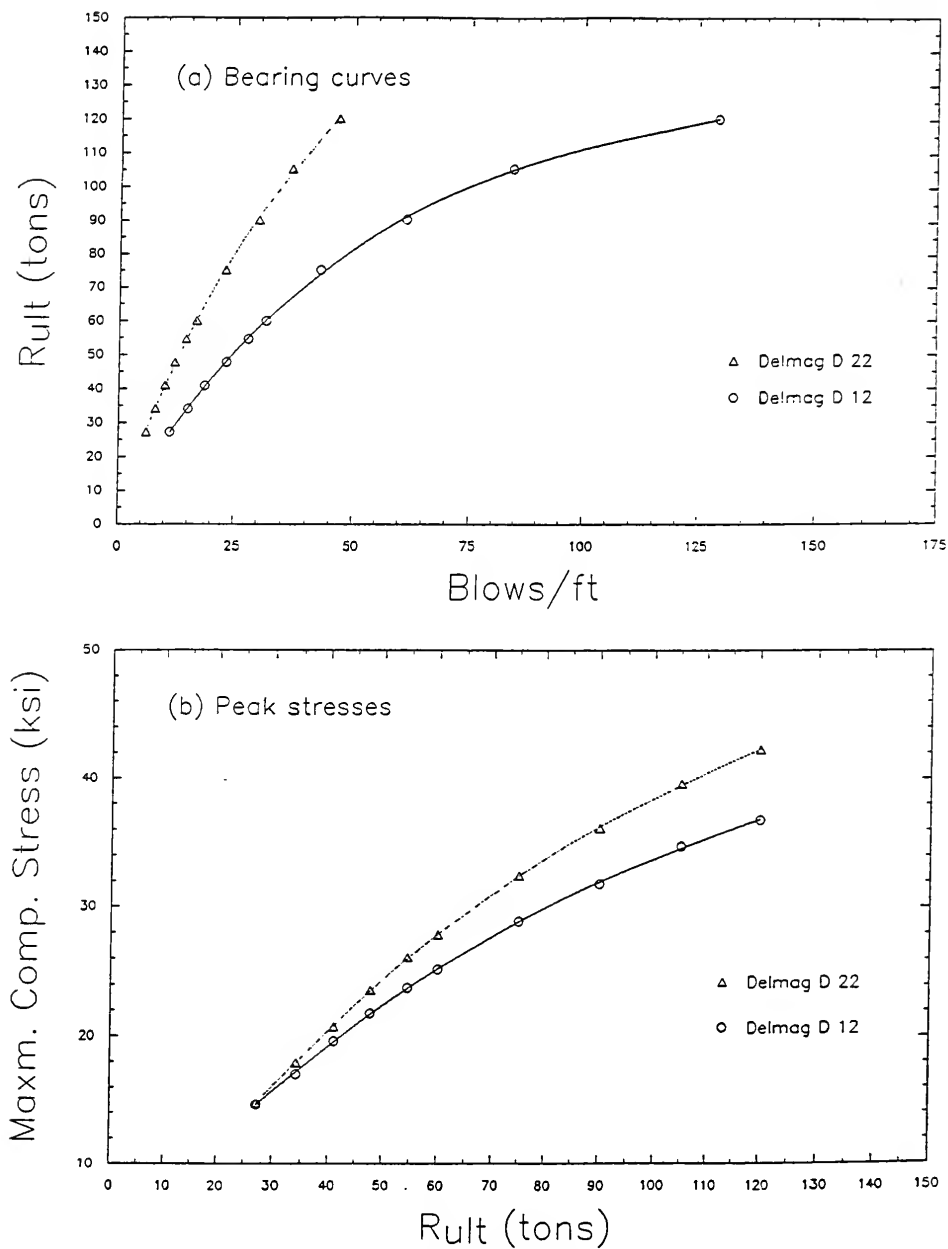 150
140
130
120
110
100
90
80
70
60
50
40
30
20
10
0
(a) Bearing curves
Rult (tons)
Delmag D 22
Delmag D 12
0 25 50 75 100 125 150 175
Blows/ft
50
40
30
20
10
(b) Peak stresses
Maxm. Comp. Stress (ksi)
Delmag D 22
Delmag D 12
0 10 20 30 40 50 60 70 80 90 100 110 120 130 140 150
Rult (tons)